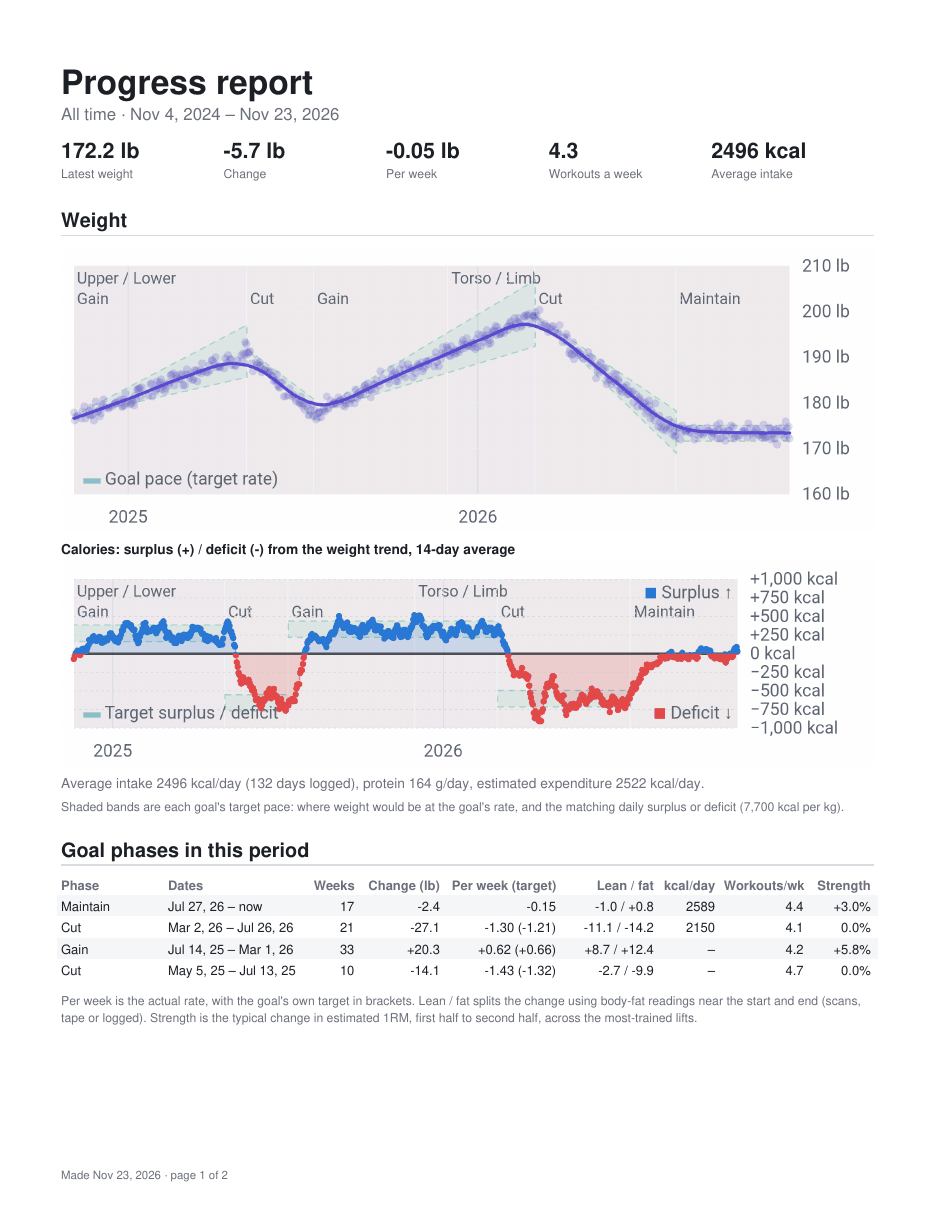 Progress report
All time · Nov 4, 2024 – Nov 23, 2026
172.2 lb -5.7 lb -0.05 lb 4.3 2496 kcal
Latest weight Change Per week Workouts a week Average intake
Weight
Upper / Lower Torso / Limb 210 lb
Gain Cut Gain Cut Maintain
200 lb
190 lb
180 lb
170 lb
Goal pace (target rate)
160 lb
2025 2026
Calories: surplus (+) / deficit (-) from the weight trend, 14-day average
+1,000 kcal
Upper / Lower Torso / Limb Surplus ↑ +750 kcal
Gain Cut Gain Cut Maintain +500 kcal
+250 kcal
0 kcal
−250 kcal
−500 kcal
Target surplus / deficit Deficit ↓ −750 kcal
−1,000 kcal
2025 2026
Average intake 2496 kcal/day (132 days logged), protein 164 g/day, estimated expenditure 2522 kcal/day.
Shaded bands are each goal's target pace: where weight would be at the goal's rate, and the matching daily surplus or deficit (7,700 kcal per kg).
Goal phases in this period
Phase Dates Weeks Change (lb) Per week (target) Lean / fat kcal/day Workouts/wk Strength
Maintain Jul 27, 26 – now 17 -2.4 -0.15 -1.0 / +0.8 2589 4.4 +3.0%
Cut Mar 2, 26 – Jul 26, 26 21 -27.1 -1.30 (-1.21) -11.1 / -14.2 2150 4.1 0.0%
Gain Jul 14, 25 – Mar 1, 26 33 +20.3 +0.62 (+0.66) +8.7 / +12.4 – 4.2 +5.8%
Cut May 5, 25 – Jul 13, 25 10 -14.1 -1.43 (-1.32) -2.7 / -9.9 – 4.7 0.0%
Per week is the actual rate, with the goal's own target in brackets. Lean / fat splits the change using body-fat readings near the start and end (scans,
tape or logged). Strength is the typical change in estimated 1RM, first half to second half, across the most-trained lifts.
Made Nov 23, 2026 · page 1 of 2